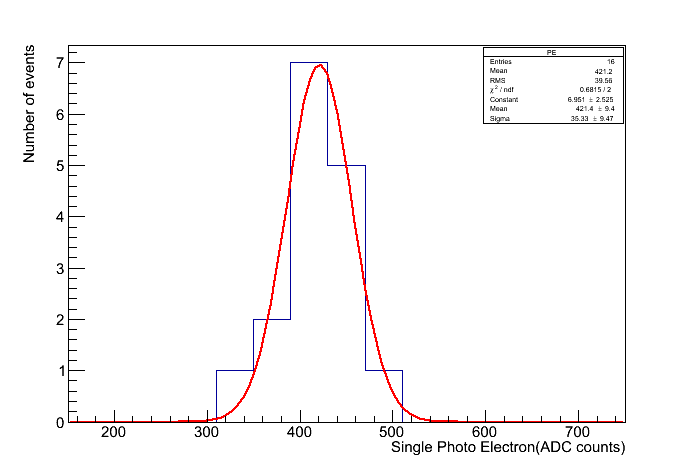 PE
Entries 16
Mean 421.2
RMS 39.56
χ² / ndf 0.6815 / 2
Constant 6.951 ± 2.525
Mean 421.4 ± 9.4
Sigma 35.33 ± 9.47
Number of events
7
6
5
4
3
2
1
0
200 300 400 500 600 700
Single Photo Electron(ADC counts)